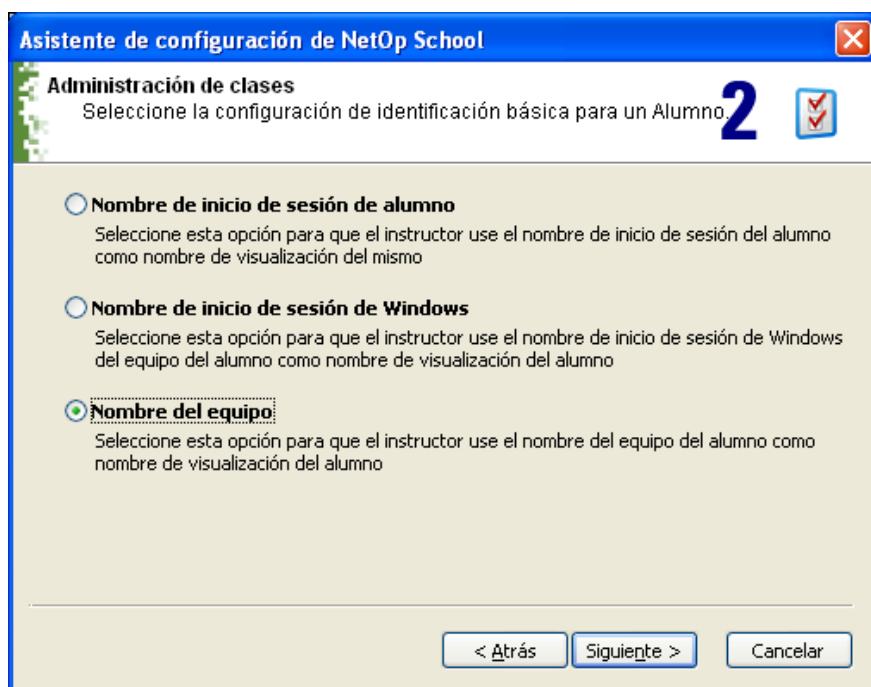 Asistente de configuración de NetOp School
Administración de clases
Seleccione la configuración de identificación básica para un Alumno.
2
Nombre de inicio de sesión de alumno
Seleccione esta opción para que el instructor use el nombre de inicio de sesión del alumno
como nombre de visualización del mismo
Nombre de inicio de sesión de Windows
Seleccione esta opción para que el instructor use el nombre de inicio de sesión de Windows
del equipo del alumno como nombre de visualización del alumno
Nombre del equipo
Seleccione esta opción para que el instructor use el nombre del equipo del alumno como
nombre de visualización del alumno
< Atrás Siguiente > Cancelar